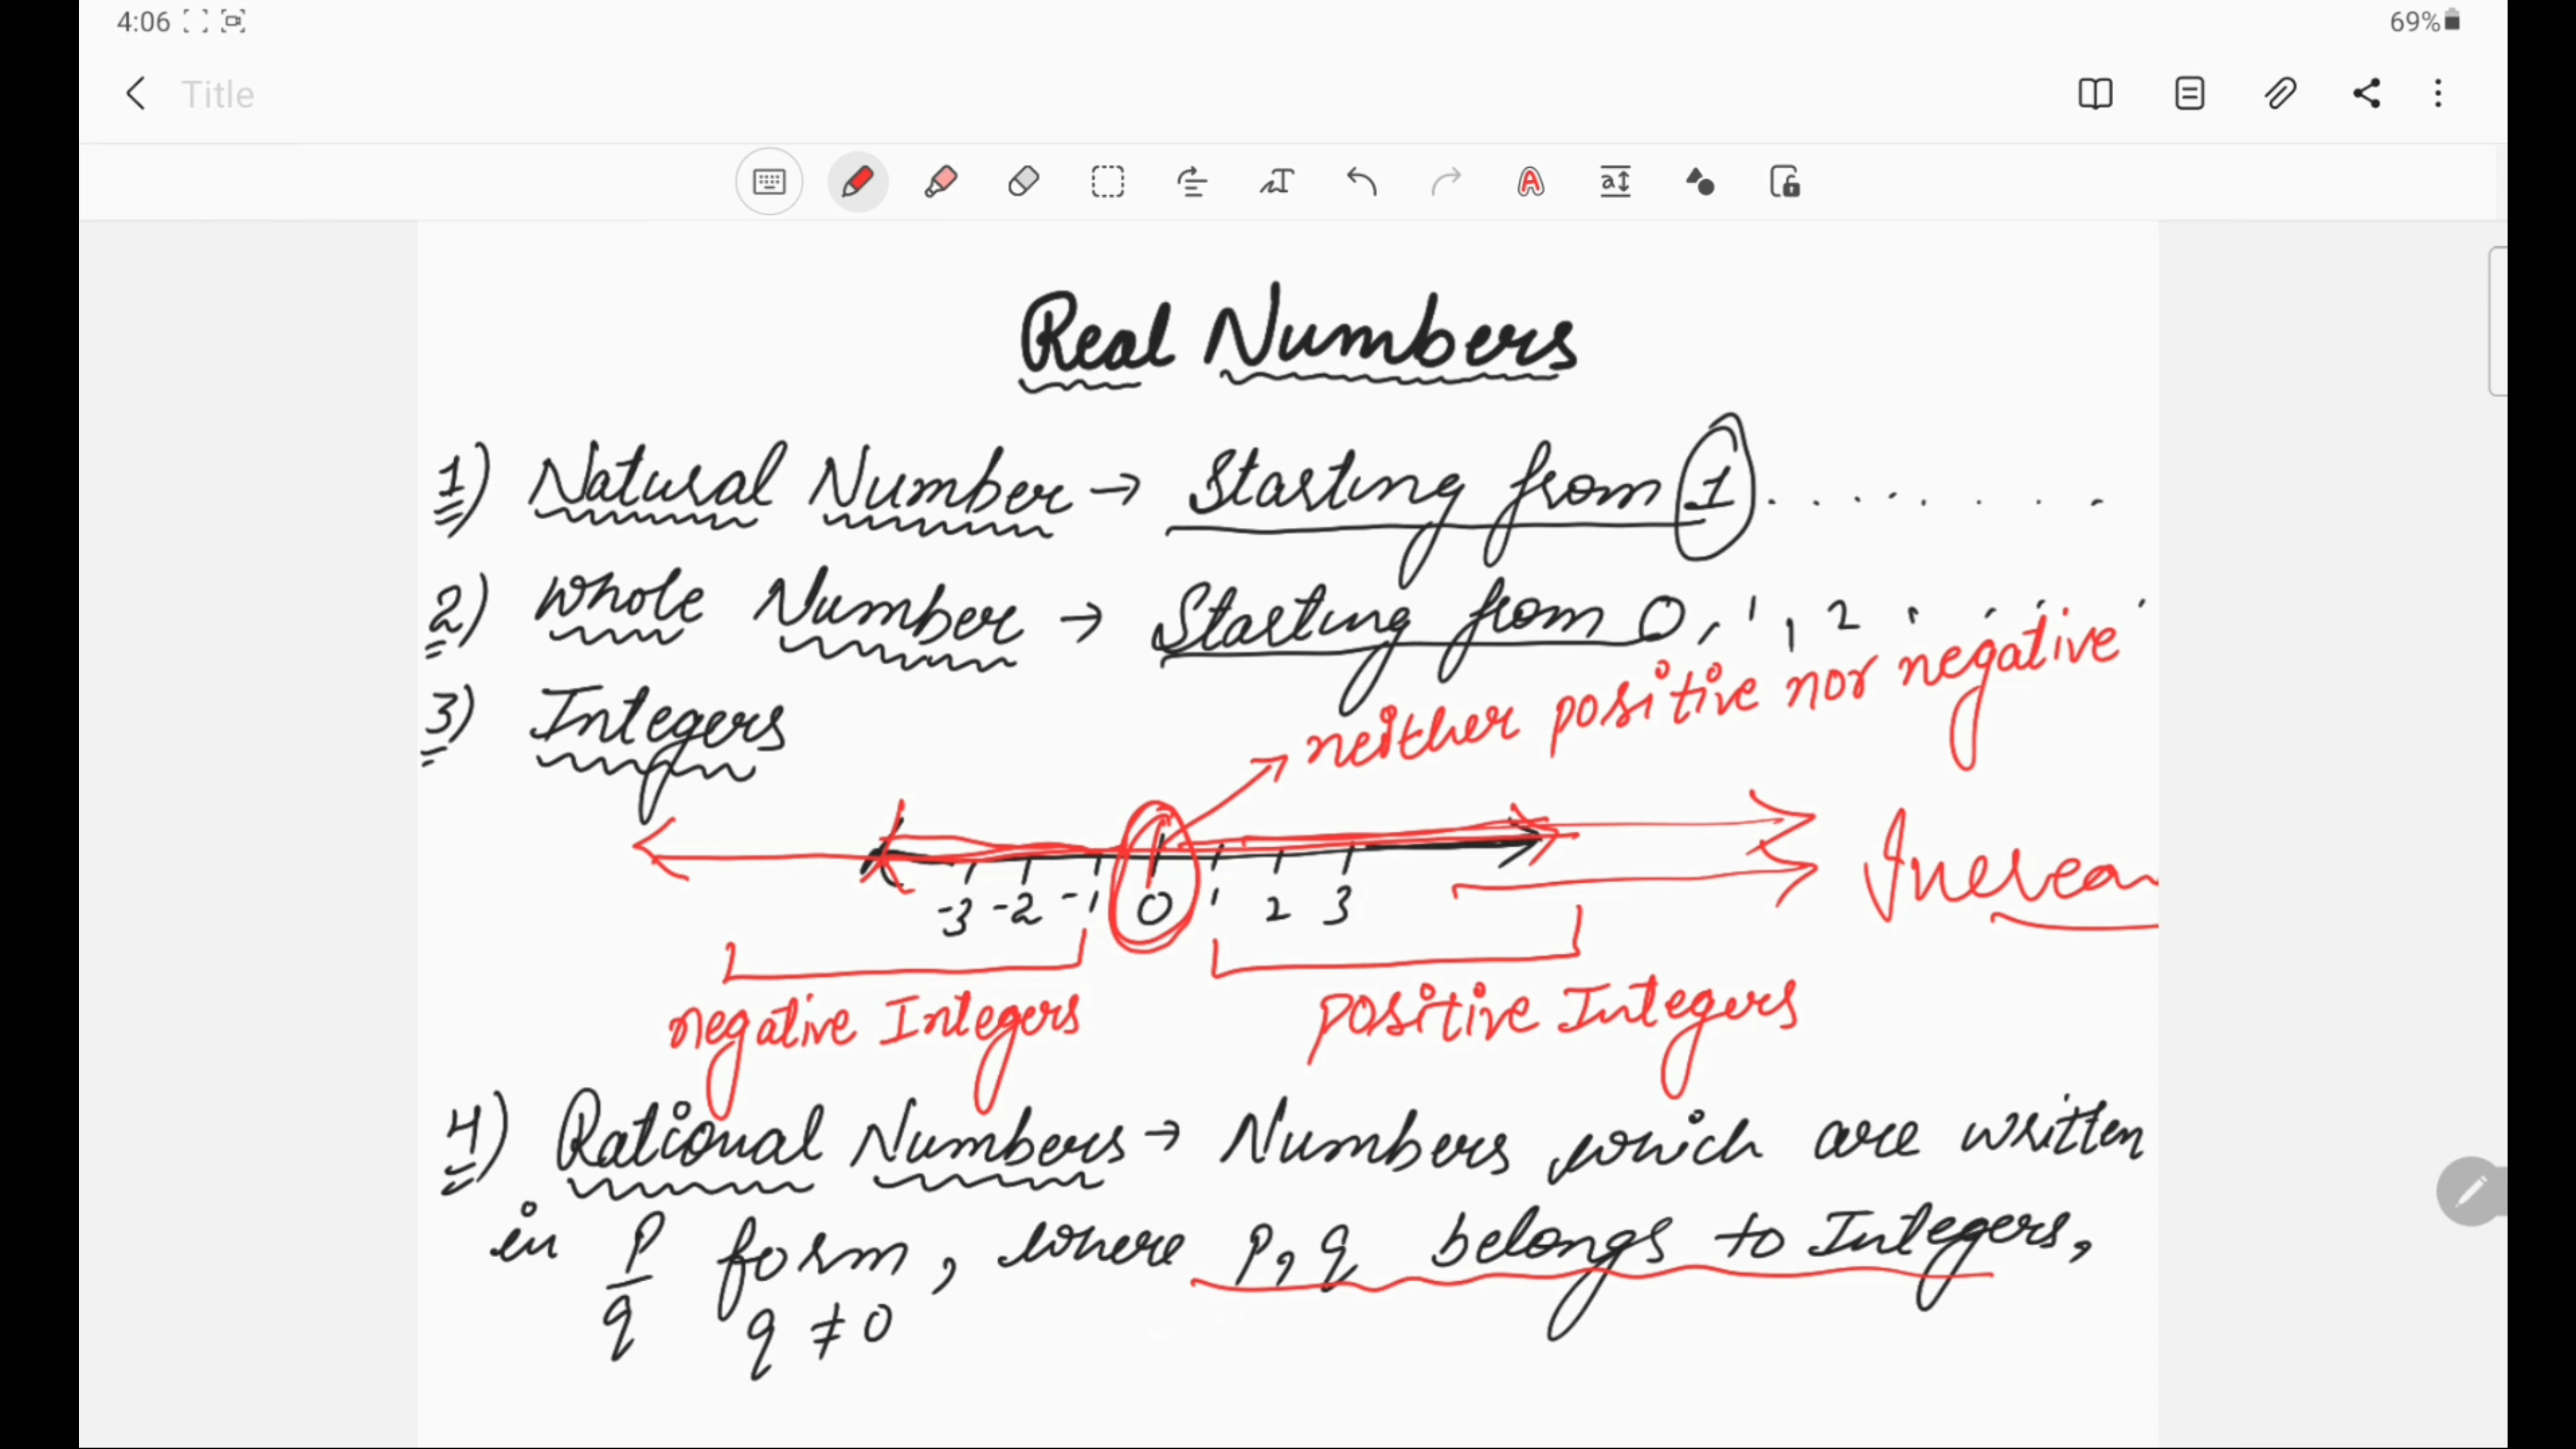 4:06
69%
Title
Real Numbers
1) Natural Number → Starting from 1 . . . . . . .
2) Whole Number → Starting from 0, 1, 2 . . . .
neither positive nor negative
3) Integers
-3 -2 -1 0 1 2 3
negative Integers positive Integers
4) Rational Numbers → Numbers which are written
in p/q form, where p, q belongs to Integers,
q ≠ 0